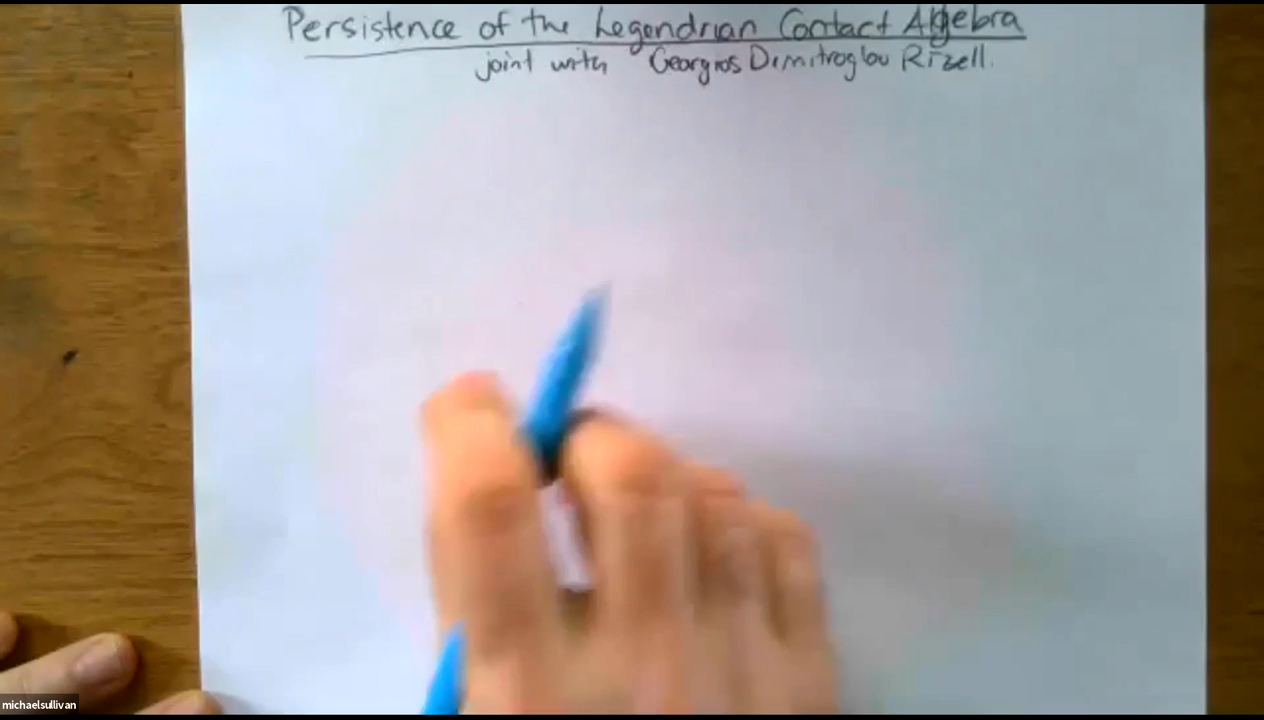 Persistence of the Legendrian Contact Algebra
joint with Georgios Dimitroglou Rizell.
michaelsullivan